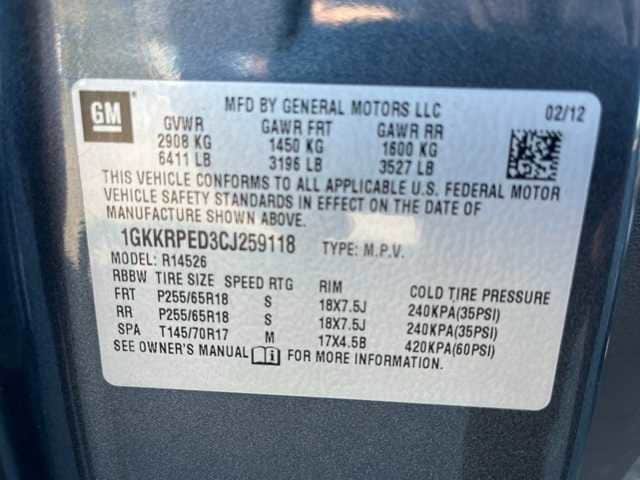 GM
MFD BY GENERAL MOTORS LLC 02/12
GVWR GAWR FRT GAWR RR
2908 KG 1450 KG 1600 KG
6411 LB 3196 LB 3527 LB
THIS VEHICLE CONFORMS TO ALL APPLICABLE U.S. FEDERAL MOTOR
VEHICLE SAFETY STANDARDS IN EFFECT ON THE DATE OF
MANUFACTURE SHOWN ABOVE.
1GKKRPED3CJ259118 TYPE: M.P.V.
MODEL: R14526
RBBW TIRE SIZE SPEED RTG RIM COLD TIRE PRESSURE
FRT P255/65R18 S 18X7.5J 240KPA(35PSI)
RR P255/65R18 S 18X7.5J 240KPA(35PSI)
SPA T145/70R17 M 17X4.5B 420KPA(60PSI)
SEE OWNER'S MANUAL FOR MORE INFORMATION.